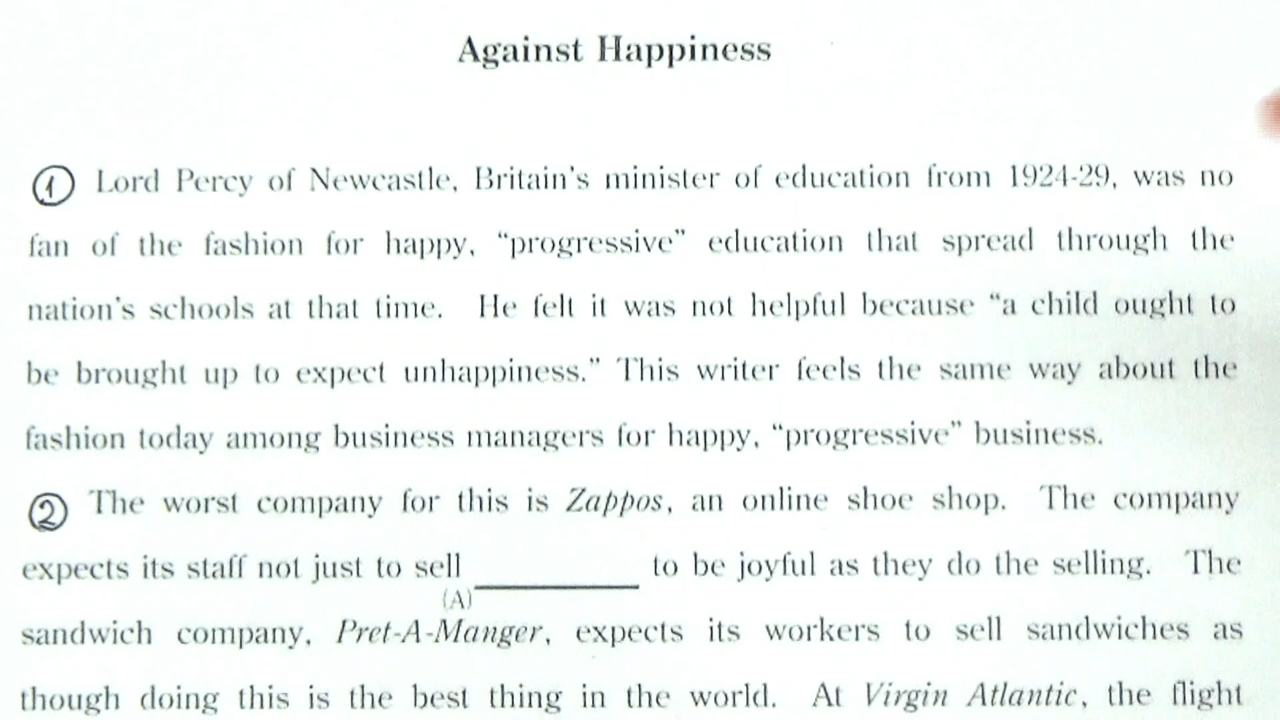 Against Happiness
① Lord Percy of Newcastle, Britain's minister of education from 1924-29, was no
fan of the fashion for happy, “progressive” education that spread through the
nation's schools at that time. He felt it was not helpful because “a child ought to
be brought up to expect unhappiness.” This writer feels the same way about the
fashion today among business managers for happy, “progressive” business.
② The worst company for this is Zappos, an online shoe shop. The company
expects its staff not just to sell ________ to be joyful as they do the selling. The
(A)
sandwich company, Pret-A-Manger, expects its workers to sell sandwiches as
though doing this is the best thing in the world. At Virgin Atlantic, the flight